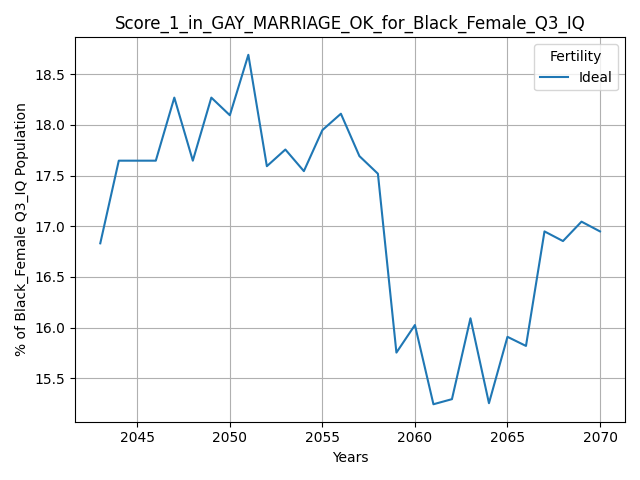 Score_1_in_GAY_MARRIAGE_OK_for_Black_Female_Q3_IQ
Fertility
Ideal
% of Black_Female Q3_IQ Population
18.5
18.0
17.5
17.0
16.5
16.0
15.5
2045 2050 2055 2060 2065 2070
Years